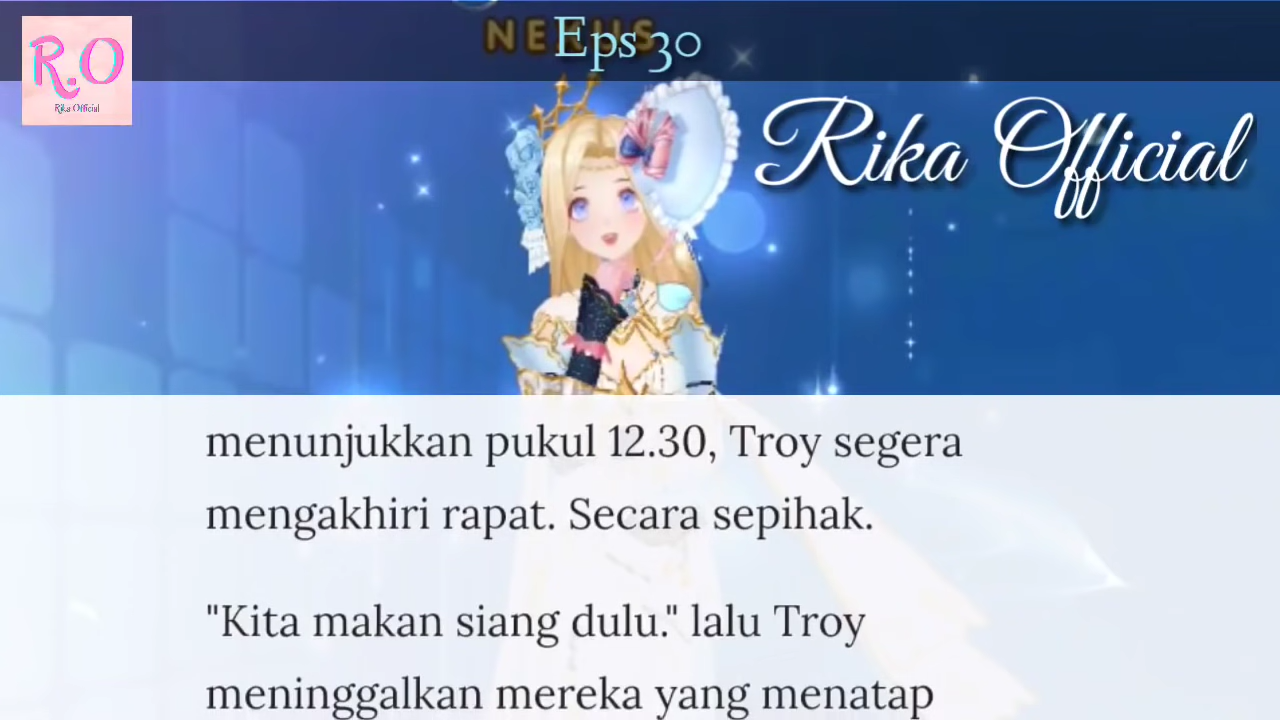 NEXUS
Eps 30
R.O
Rika Official
Rika Official
menunjukkan pukul 12.30, Troy segera
mengakhiri rapat. Secara sepihak.
"Kita makan siang dulu." lalu Troy
meninggalkan mereka yang menatap